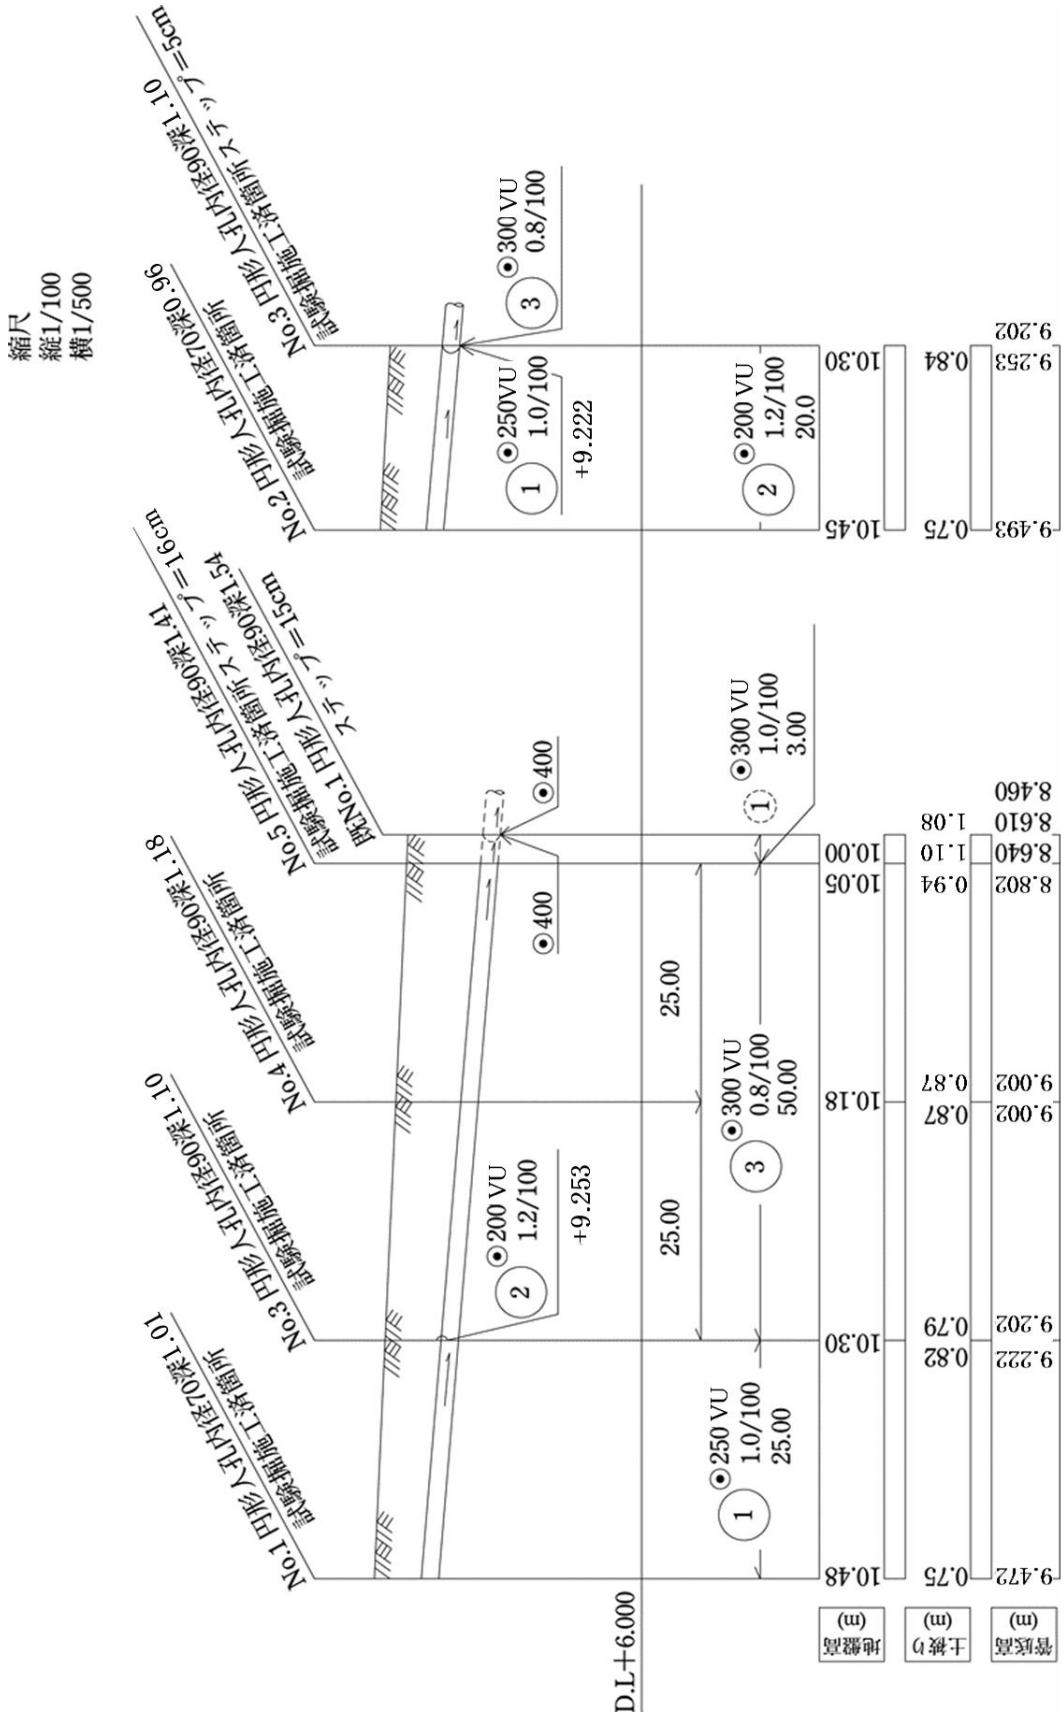 縮尺
縦1/100
横1/500
No.1 円形人孔内径70深1.01
試験掘施工済箇所
No.3 円形人孔内径90深1.10
試験掘施工済箇所
No.4 円形人孔内径90深1.18
試験掘施工済箇所
No.5 円形人孔内径90深1.41
試験掘施工済箇所ステップ=16cm
既No.1 円形人孔内径90深1.54
ステップ=15cm
No.2 円形人孔内径70深0.96
試験掘施工済箇所
No.3 円形人孔内径90深1.10
試験掘施工済箇所ステップ=5cm
2
200 VU
1.2/100
+9.253
400
400
1
250VU
1.0/100
+9.222
3
300 VU
0.8/100
D.L+6.000
25.00
25.00
1
250 VU
1.0/100
25.00
3
300 VU
0.8/100
50.00
1
300 VU
1.0/100
3.00
2
200 VU
1.2/100
20.0
地盤高
(m)
10.48
10.30
10.18
10.05
10.00
10.45
10.30
土被り
(m)
0.75
0.82
0.79
0.87
0.87
0.94
1.10
1.08
0.75
0.84
管底高
(m)
9.472
9.222
9.202
9.002
9.002
8.802
8.640
8.610
8.460
9.493
9.253
9.202